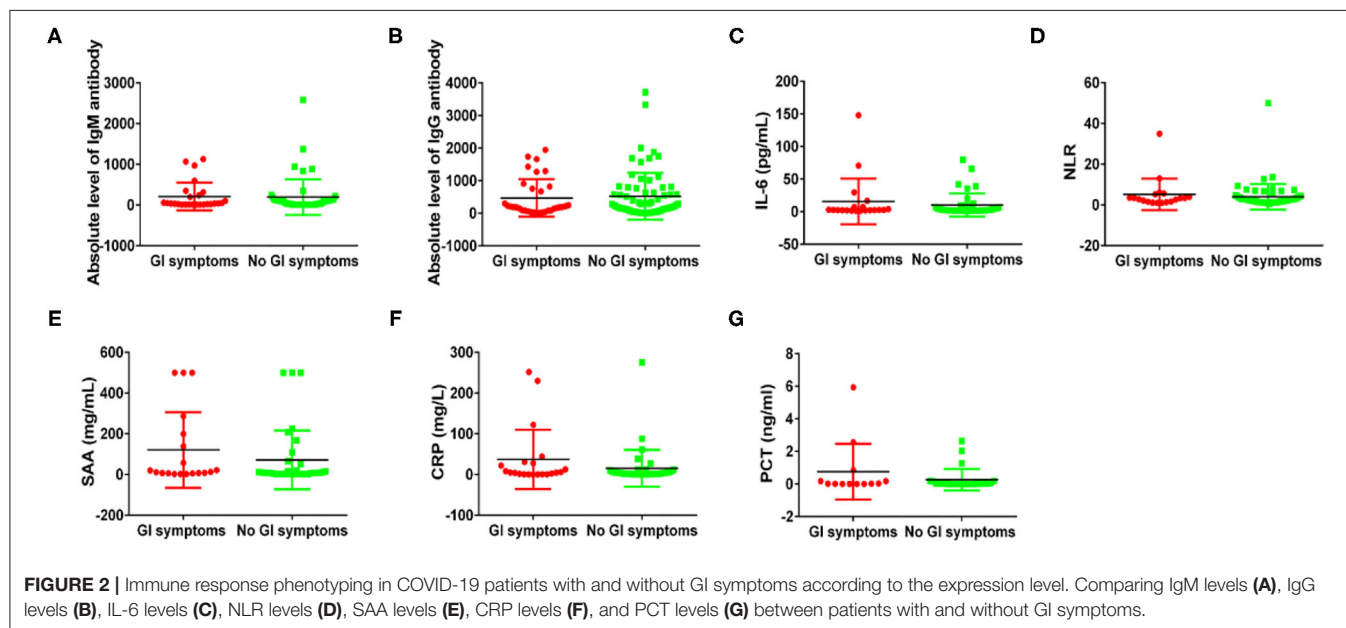 A
Absolute level of IgM antibody
3000
2000
1000
0
-1000
GI symptoms No GI symptoms
B
Absolute level of IgG antibody
4000
3000
2000
1000
0
-1000
GI symptoms No GI symptoms
C
IL-6 (pg/mL)
200
150
100
50
0
-50
GI symptoms No GI symptoms
D
NLR
60
40
20
0
-20
GI symptoms No GI symptoms
E
SAA (mg/mL)
600
400
200
0
-200
GI symptoms No GI symptoms
F
CRP (mg/L)
300
200
100
0
-100
GI symptoms No GI symptoms
G
PCT (ng/ml)
8
6
4
2
0
-2
GI symptoms No GI symptoms
FIGURE 2 | Immune response phenotyping in COVID-19 patients with and without GI symptoms according to the expression level. Comparing IgM levels (A), IgG
levels (B), IL-6 levels (C), NLR levels (D), SAA levels (E), CRP levels (F), and PCT levels (G) between patients with and without GI symptoms.